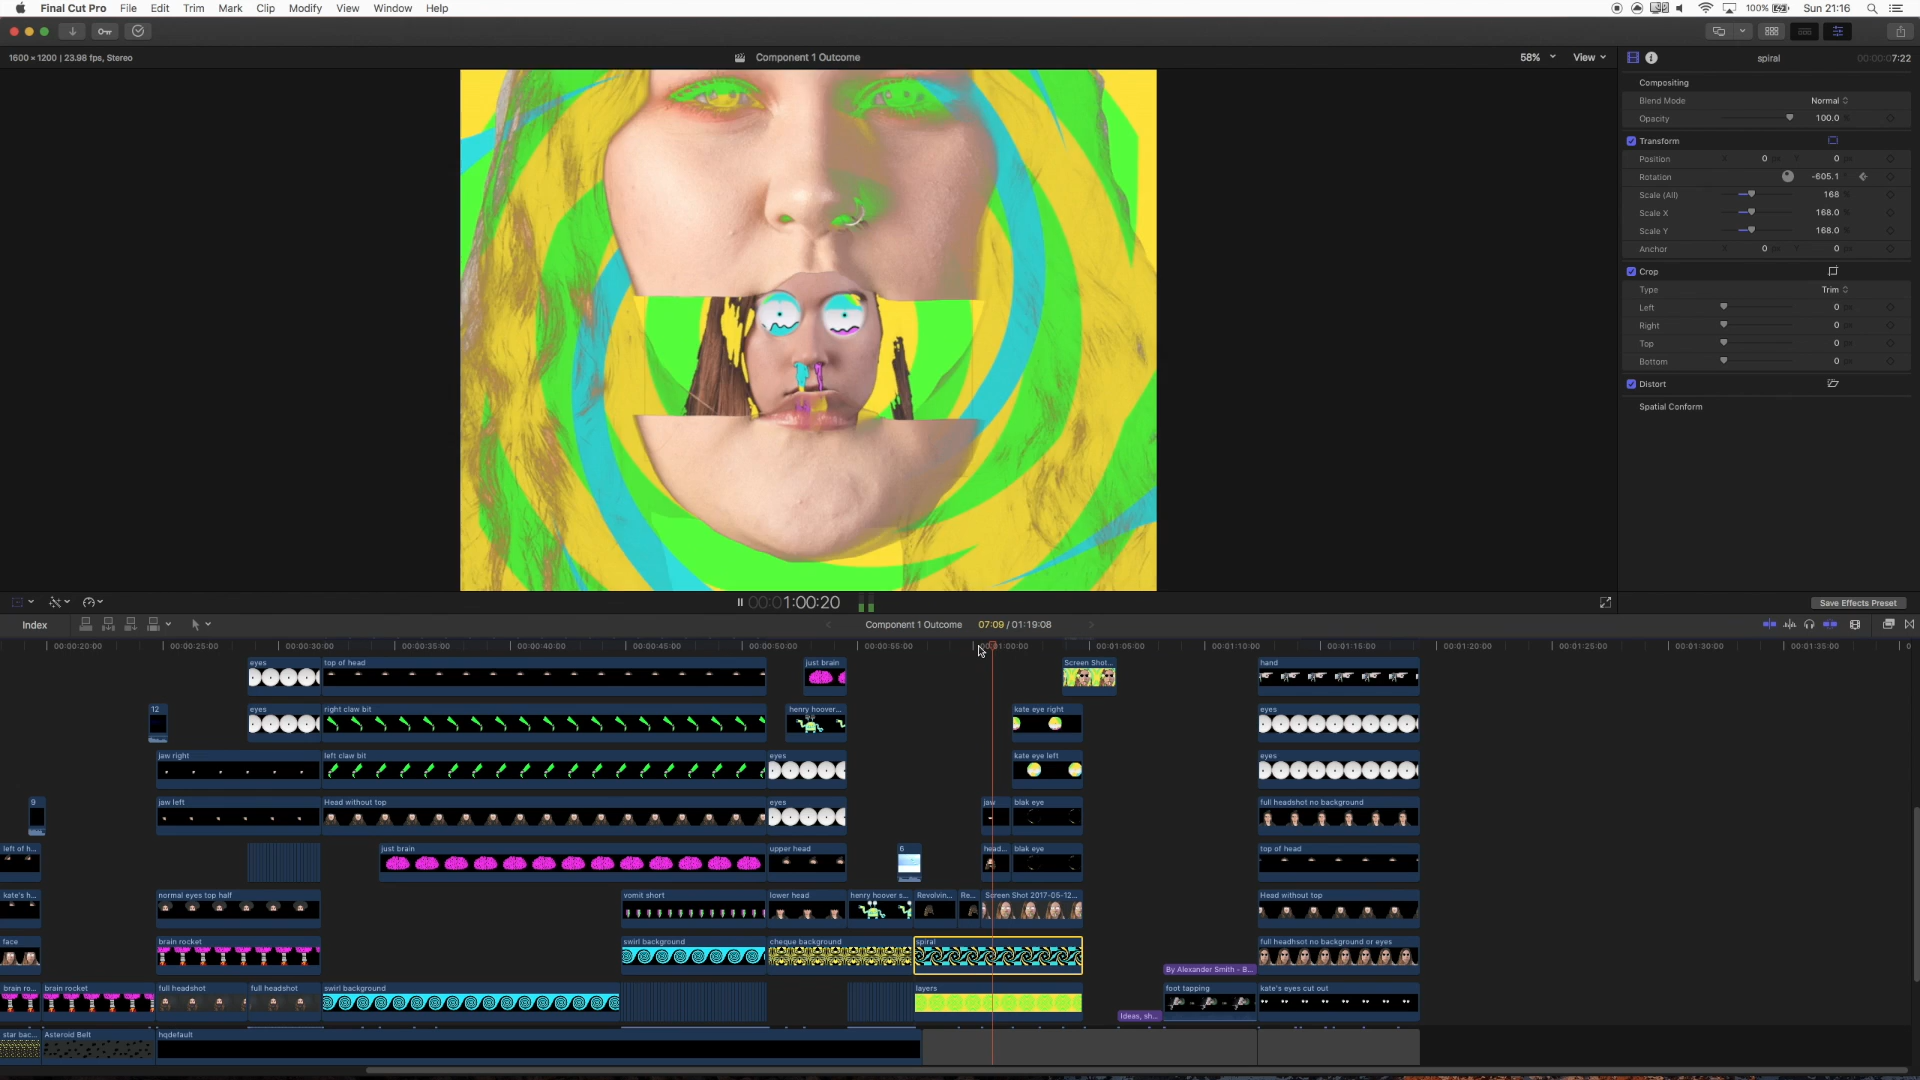 Final Cut Pro File Edit Trim Mark Clip Modify View Window Help
100% Sun 21:16
1600 × 1200 | 23.98 fps, Stereo
Component 1 Outcome
58% View
spiral
7:22
Compositing
Blend Mode Normal
Opacity 100.0
Transform
Position X 0 Y 0
Rotation -605.1
Scale (All) 168
Scale X 168.0
Scale Y 168.0
Anchor X 0 Y 0
Crop
Type Trim
Left 0
Right 0
Top 0
Bottom 0
Distort
Spatial Conform
00:01:00:20
Save Effects Preset
Index
Component 1 Outcome 07:09 / 01:19:08
00:00:20:00 00:00:25:00 00:00:30:00 00:00:35:00 00:00:40:00 00:00:45:00 00:00:50:00 00:00:55:00 00:01:00:00 00:01:05:00 00:01:10:00 00:01:15:00 00:01:20:00 00:01:25:00 00:01:30:00 00:01:35:00
eyes top of head just brain Screen Shot... hand
12 eyes right claw bit henry hoover... kate eye right eyes
jaw right left claw bit eyes kate eye left eyes
9 jaw left Head without top eyes jaw blak eye full headshot no background
left of h... just brain upper head 6 head... blak eye top of head
kate's h... normal eyes top half vomit short lower head henry hoover s... Revolvin... Re... Screen Shot 2017-05-12... Head without top
face brain rocket swirl background cheque background spiral full headhsot no background or eyes
By Alexander Smith - B...
brain ro... brain rocket full headshot full headshot swirl background layers foot tapping kate's eyes cut out
Ideas, sh...
star bac... Asteroid Belt hqdefault